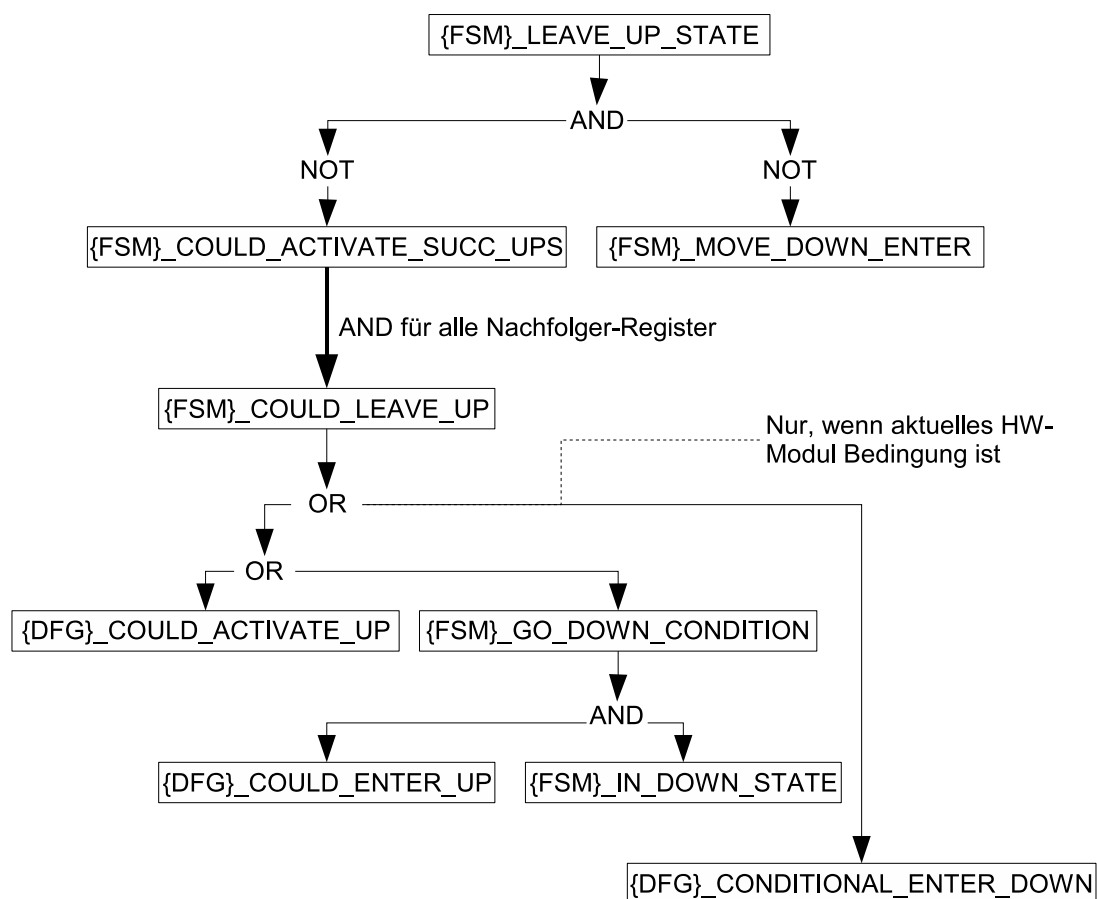 {FSM}_LEAVE_UP_STATE
AND
NOT
NOT
{FSM}_COULD_ACTIVATE_SUCC_UPS
{FSM}_MOVE_DOWN_ENTER
AND für alle Nachfolger-Register
{FSM}_COULD_LEAVE_UP
Nur, wenn aktuelles HW-
Modul Bedingung ist
OR
OR
{DFG}_COULD_ACTIVATE_UP
{FSM}_GO_DOWN_CONDITION
AND
{DFG}_COULD_ENTER_UP
{FSM}_IN_DOWN_STATE
{DFG}_CONDITIONAL_ENTER_DOWN